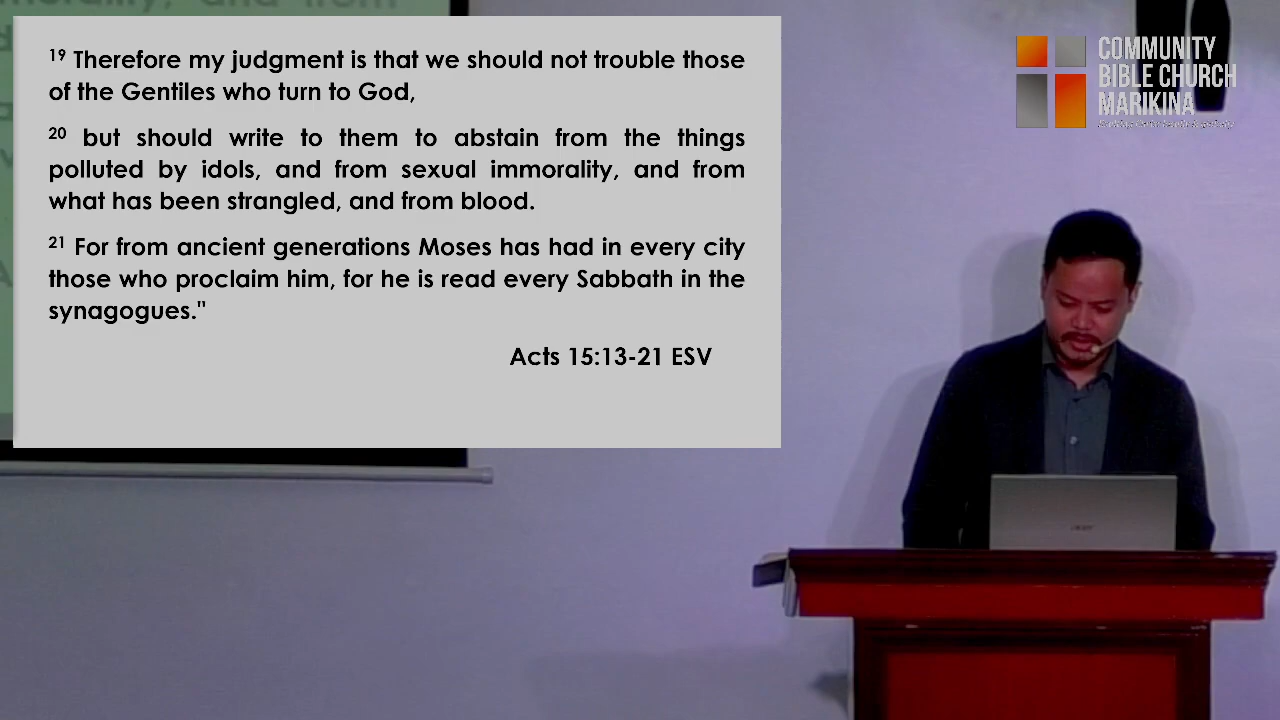 19 Therefore my judgment is that we should not trouble those
of the Gentiles who turn to God,
20 but should write to them to abstain from the things
polluted by idols, and from sexual immorality, and from
what has been strangled, and from blood.
21 For from ancient generations Moses has had in every city
those who proclaim him, for he is read every Sabbath in the
synagogues."
Acts 15:13-21 ESV
COMMUNITY
BIBLE CHURCH
MARIKINA
acer